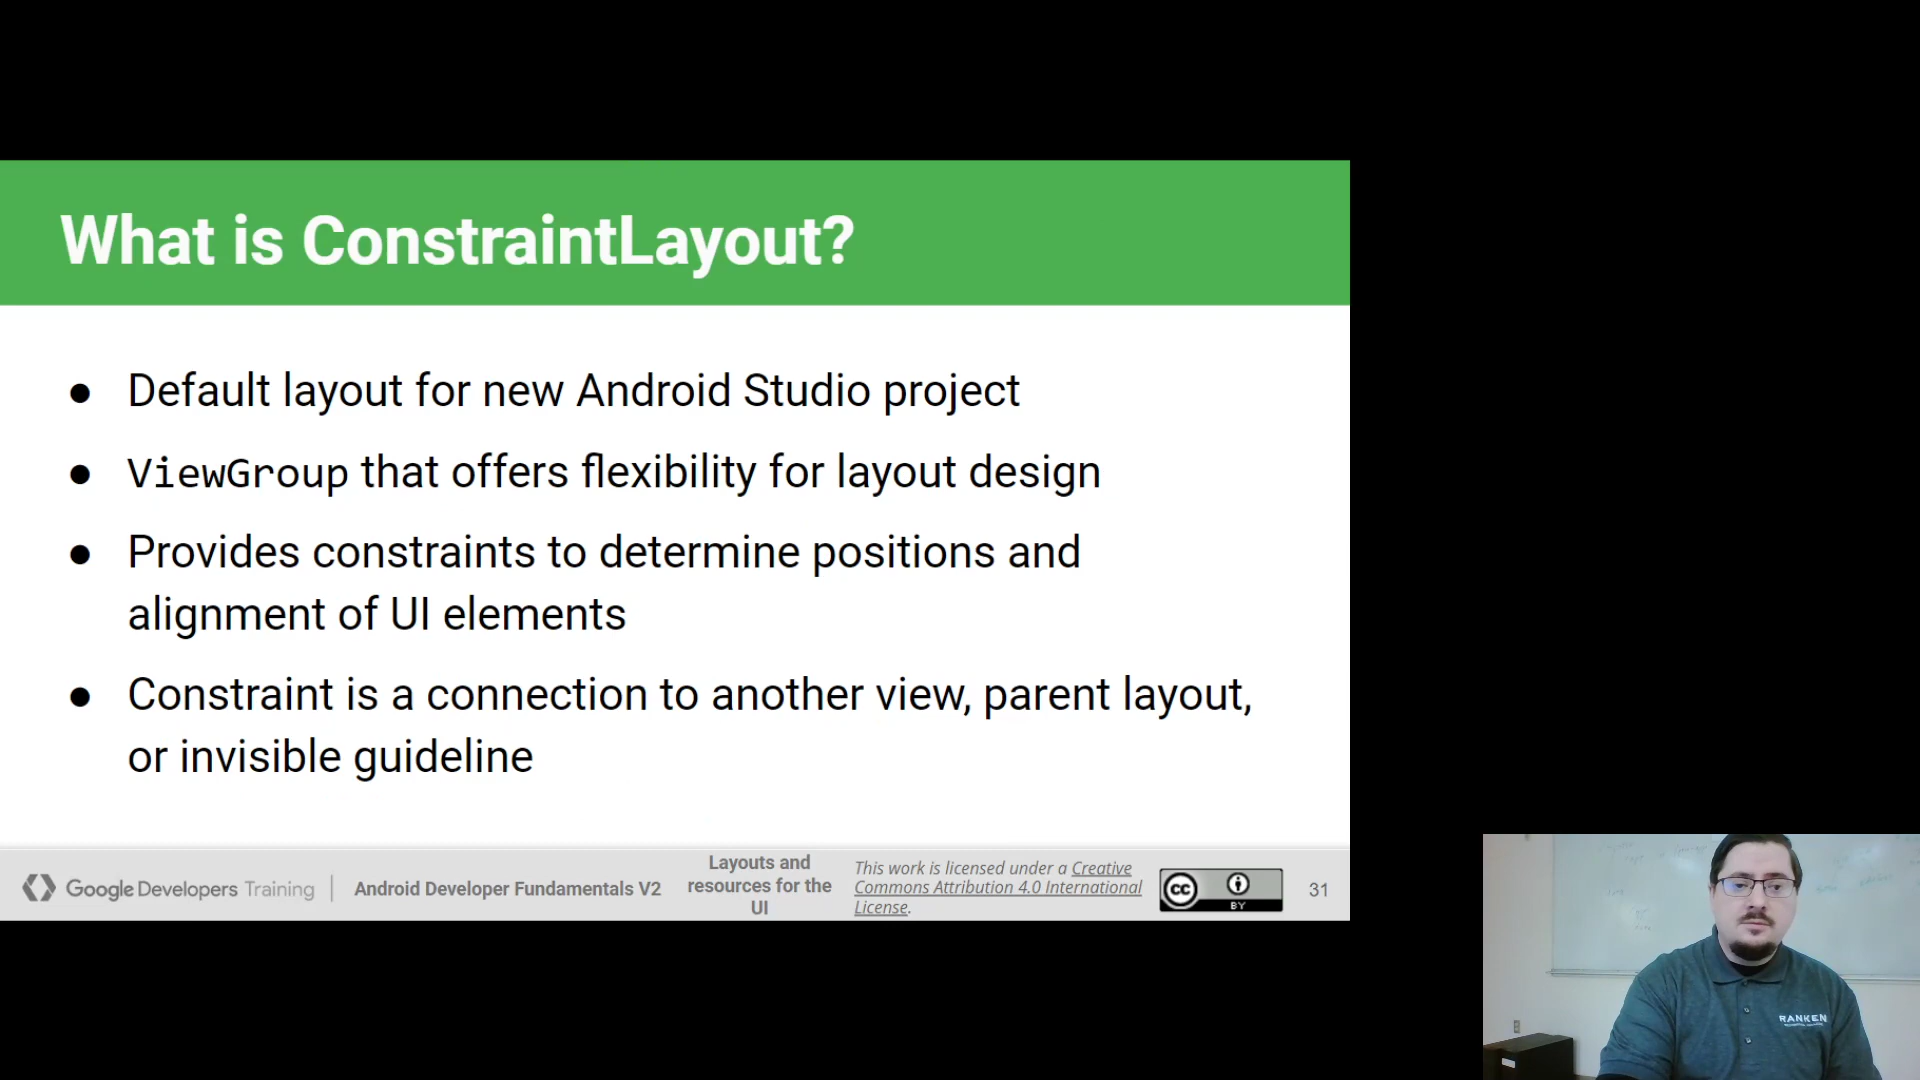 What is ConstraintLayout?
● Default layout for new Android Studio project
● ViewGroup that offers flexibility for layout design
● Provides constraints to determine positions and
alignment of UI elements
● Constraint is a connection to another view, parent layout,
or invisible guideline
Google Developers Training
Android Developer Fundamentals V2
Layouts and
resources for the
UI
This work is licensed under a Creative
Commons Attribution 4.0 International
License.
cc
BY
31
RANKEN